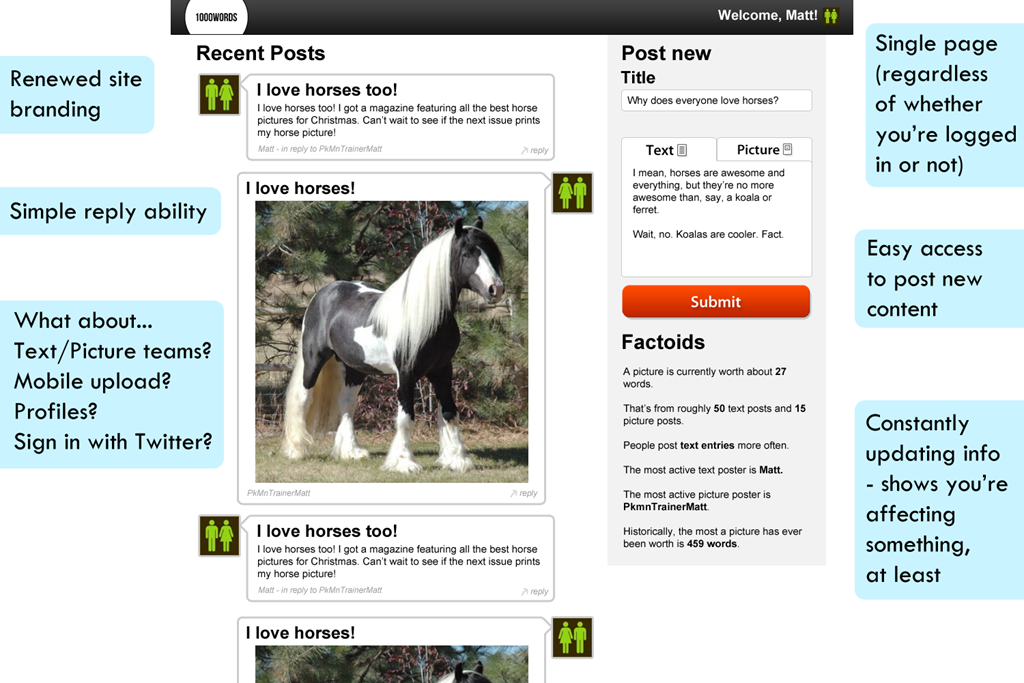 1000WORDS
Welcome, Matt!
Renewed site
branding
Simple reply ability
What about...
Text/Picture teams?
Mobile upload?
Profiles?
Sign in with Twitter?
Recent Posts
I love horses too!
I love horses too! I got a magazine featuring all the best horse
pictures for Christmas. Can't wait to see if the next issue prints
my horse picture!
Matt - in reply to PkMnTrainerMatt
reply
I love horses!
PkMnTrainerMatt
reply
I love horses too!
I love horses too! I got a magazine featuring all the best horse
pictures for Christmas. Can't wait to see if the next issue prints
my horse picture!
Matt - in reply to PkMnTrainerMatt
reply
I love horses!
Post new
Title
Why does everyone love horses?
Text
Picture
I mean, horses are awesome and
everything, but they're no more
awesome than, say, a koala or
ferret.
Wait, no. Koalas are cooler. Fact.
Submit
Factoids
A picture is currently worth about 27
words.
That's from roughly 50 text posts and 15
picture posts.
People post text entries more often.
The most active text poster is Matt.
The most active picture poster is
PkmnTrainerMatt.
Historically, the most a picture has ever
been worth is 459 words.
Single page
(regardless
of whether
you're logged
in or not)
Easy access
to post new
content
Constantly
updating info
- shows you're
affecting
something,
at least